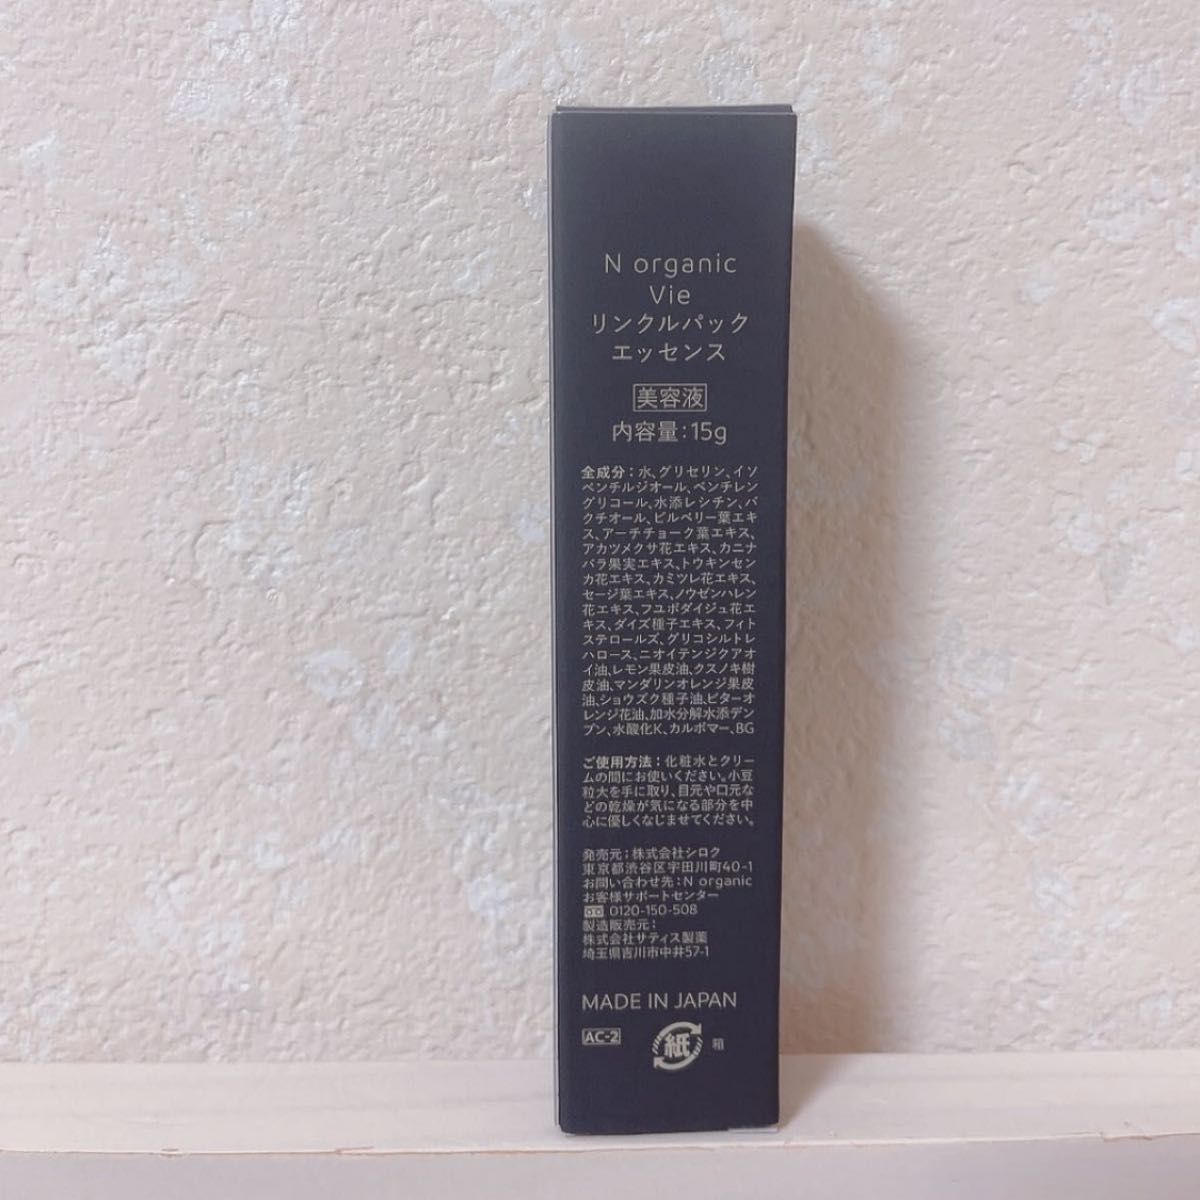 N organic
Vie
リンクルパック
エッセンス
美容液
内容量:15g
全成分:水、グリセリン、イソ
ペンチルジオール、ペンチレン
グリコール、水添レシチン、バ
クチオール、ビルベリー葉エキ
ス、アーチチョーク葉エキス、
アカツメクサ花エキス、カニナ
バラ果実エキス、トウキンセン
カ花エキス、カミツレ花エキス、
セージ葉エキス、ノウゼンハレン
花エキス、フユボダイジュ花エ
キス、ダイズ種子エキス、フィト
ステロールズ、グリコシルトレ
ハロース、ニオイテンジクアオ
イ油、レモン果皮油、クスノキ樹
皮油、マンダリンオレンジ果皮
油、ショウズク種子油、ビターオ
レンジ花油、加水分解水添デン
プン、水酸化K、カルボマー、BG
ご使用方法:化粧水とクリー
ムの間にお使いください。小豆
粒大を手に取り、目元や口元な
どの乾燥が気になる部分を中
心に優しくなじませてください。
発売元:株式会社シロク
東京都渋谷区宇田川町40-1
お問い合わせ先:N organic
お客様サポートセンター
0120-150-508
製造販売元:
株式会社サティス製薬
埼玉県吉川市中井57-1
MADE IN JAPAN
AC-2
紙 箱